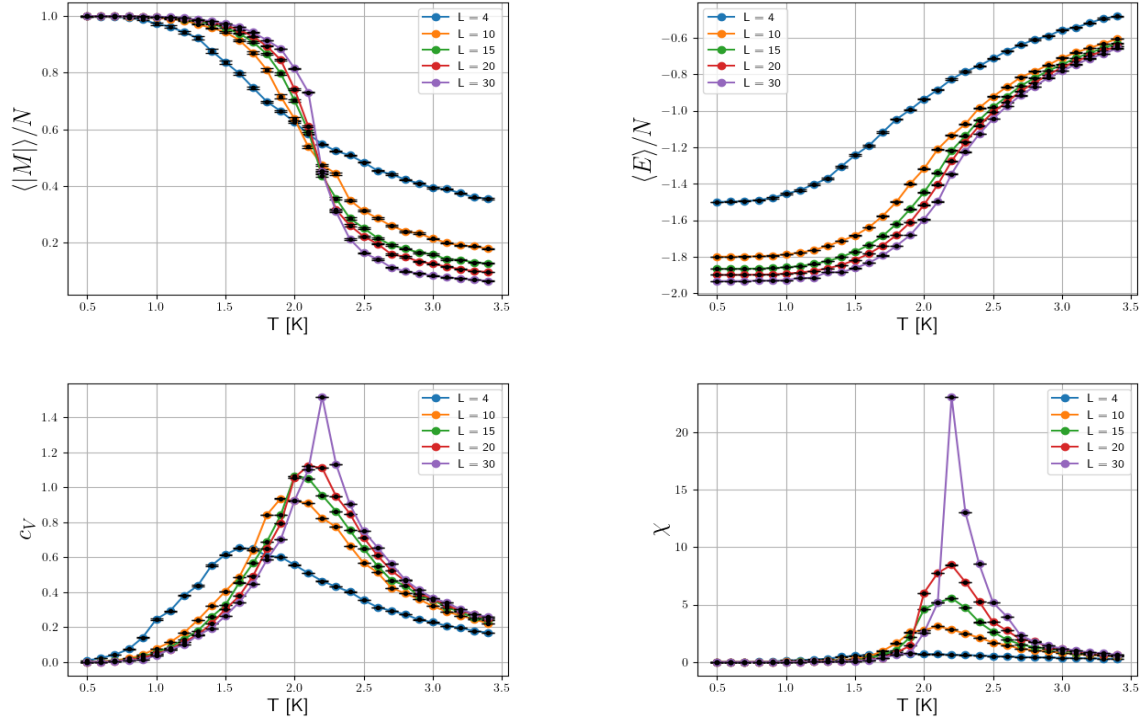 ⟨|M|⟩/N
1.0
0.8
0.6
0.4
0.2
0.5 1.0 1.5 2.0 2.5 3.0 3.5
T [K]
L = 4
L = 10
L = 15
L = 20
L = 30
⟨E⟩/N
−0.6
−0.8
−1.0
−1.2
−1.4
−1.6
−1.8
−2.0
0.5 1.0 1.5 2.0 2.5 3.0 3.5
T [K]
L = 4
L = 10
L = 15
L = 20
L = 30
c_V
1.4
1.2
1.0
0.8
0.6
0.4
0.2
0.0
0.5 1.0 1.5 2.0 2.5 3.0 3.5
T [K]
L = 4
L = 10
L = 15
L = 20
L = 30
χ
20
15
10
5
0
0.5 1.0 1.5 2.0 2.5 3.0 3.5
T [K]
L = 4
L = 10
L = 15
L = 20
L = 30